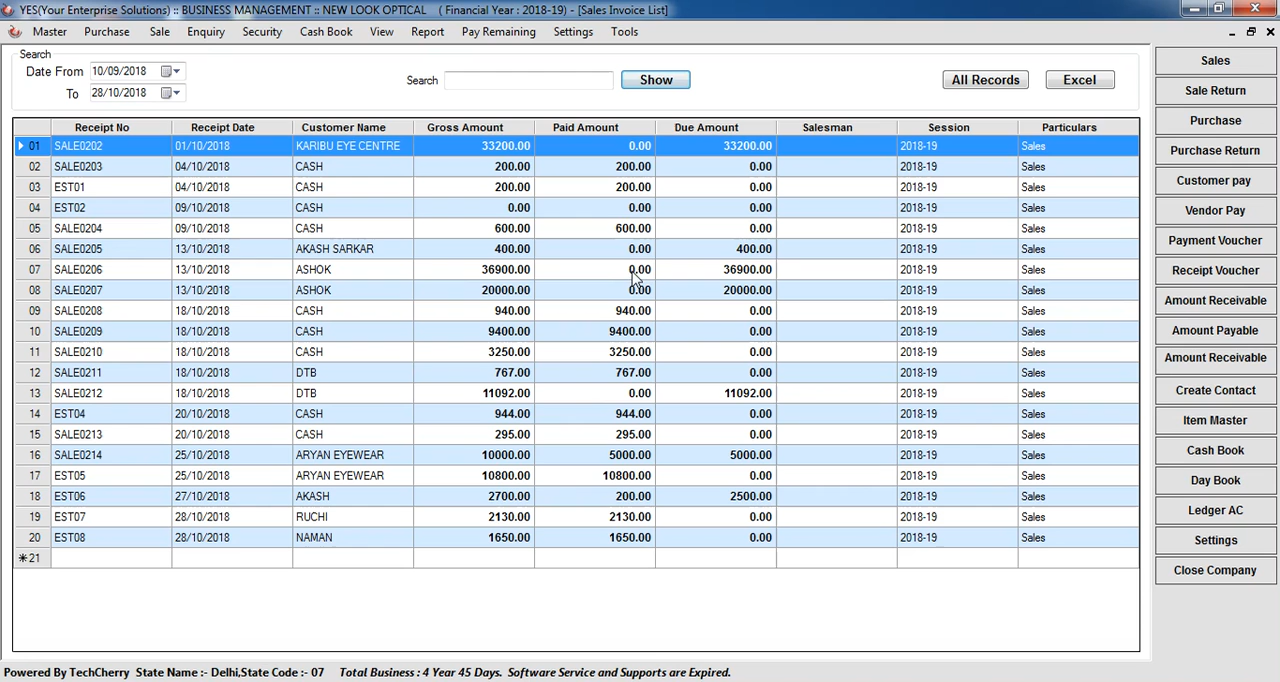 YES(Your Enterprise Solutions) :: BUSINESS MANAGEMENT :: NEW LOOK OPTICAL ( Financial Year : 2018-19) - [Sales Invoice List]
Master Purchase Sale Enquiry Security Cash Book View Report Pay Remaining Settings Tools
Search
Date From 10/09/2018
To 28/10/2018
Search Show All Records Excel
Receipt No Receipt Date Customer Name Gross Amount Paid Amount Due Amount Salesman Session Particulars
01 SALE0202 01/10/2018 KARIBU EYE CENTRE 33200.00 0.00 33200.00 2018-19 Sales
02 SALE0203 04/10/2018 CASH 200.00 200.00 0.00 2018-19 Sales
03 EST01 04/10/2018 CASH 200.00 200.00 0.00 2018-19 Sales
04 EST02 09/10/2018 CASH 0.00 0.00 0.00 2018-19 Sales
05 SALE0204 09/10/2018 CASH 600.00 600.00 0.00 2018-19 Sales
06 SALE0205 13/10/2018 AKASH SARKAR 400.00 0.00 400.00 2018-19 Sales
07 SALE0206 13/10/2018 ASHOK 36900.00 0.00 36900.00 2018-19 Sales
08 SALE0207 13/10/2018 ASHOK 20000.00 0.00 20000.00 2018-19 Sales
09 SALE0208 18/10/2018 CASH 940.00 940.00 0.00 2018-19 Sales
10 SALE0209 18/10/2018 CASH 9400.00 9400.00 0.00 2018-19 Sales
11 SALE0210 18/10/2018 CASH 3250.00 3250.00 0.00 2018-19 Sales
12 SALE0211 18/10/2018 DTB 767.00 767.00 0.00 2018-19 Sales
13 SALE0212 18/10/2018 DTB 11092.00 0.00 11092.00 2018-19 Sales
14 EST04 20/10/2018 CASH 944.00 944.00 0.00 2018-19 Sales
15 SALE0213 20/10/2018 CASH 295.00 295.00 0.00 2018-19 Sales
16 SALE0214 25/10/2018 ARYAN EYEWEAR 10000.00 5000.00 5000.00 2018-19 Sales
17 EST05 25/10/2018 ARYAN EYEWEAR 10800.00 10800.00 0.00 2018-19 Sales
18 EST06 27/10/2018 AKASH 2700.00 200.00 2500.00 2018-19 Sales
19 EST07 28/10/2018 RUCHI 2130.00 2130.00 0.00 2018-19 Sales
20 EST08 28/10/2018 NAMAN 1650.00 1650.00 0.00 2018-19 Sales
21
Sales
Sale Return
Purchase
Purchase Return
Customer pay
Vendor Pay
Payment Voucher
Receipt Voucher
Amount Receivable
Amount Payable
Amount Receivable
Create Contact
Item Master
Cash Book
Day Book
Ledger AC
Settings
Close Company
Powered By TechCherry State Name :- Delhi,State Code :- 07 Total Business : 4 Year 45 Days. Software Service and Supports are Expired.